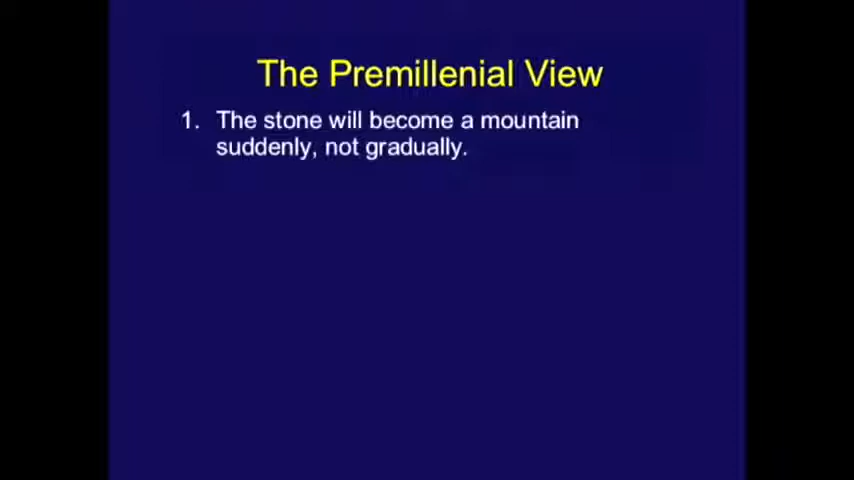 The Premillenial View
1. The stone will become a mountain
suddenly, not gradually.